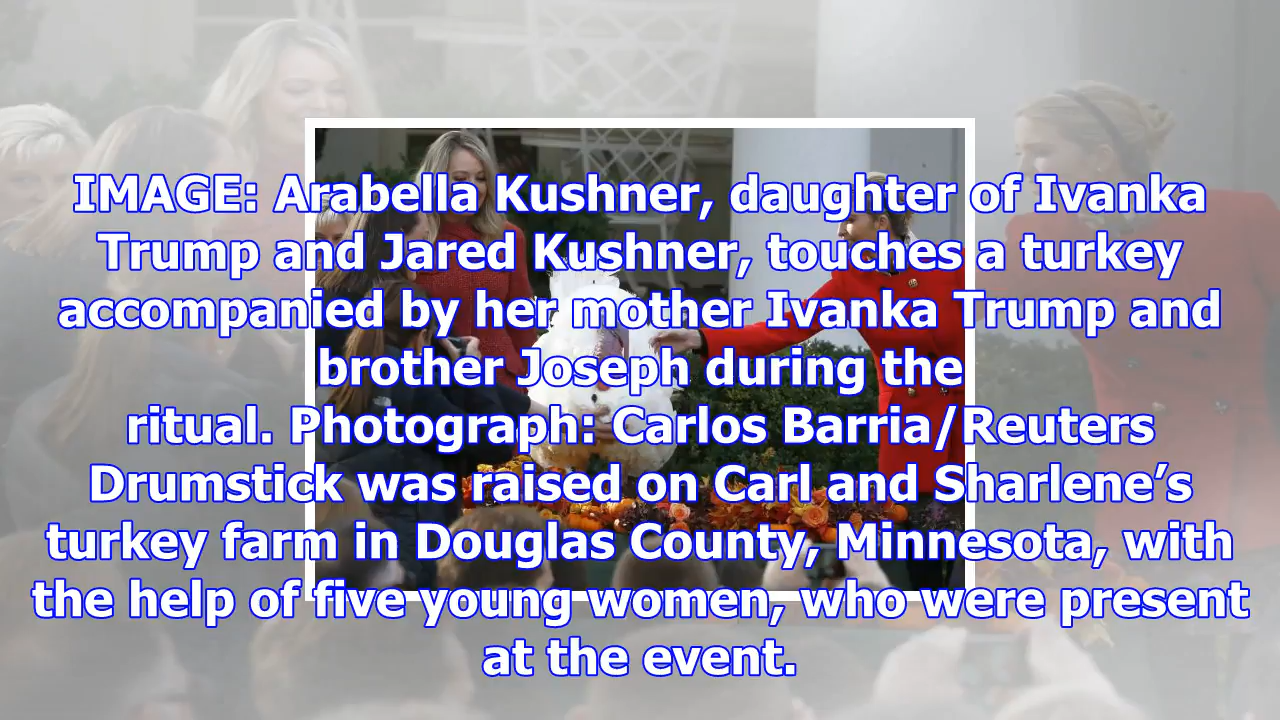 IMAGE: Arabella Kushner, daughter of Ivanka
Trump and Jared Kushner, touches a turkey
accompanied by her mother Ivanka Trump and
brother Joseph during the
ritual. Photograph: Carlos Barria/Reuters
Drumstick was raised on Carl and Sharlene’s
turkey farm in Douglas County, Minnesota, with
the help of five young women, who were present
at the event.